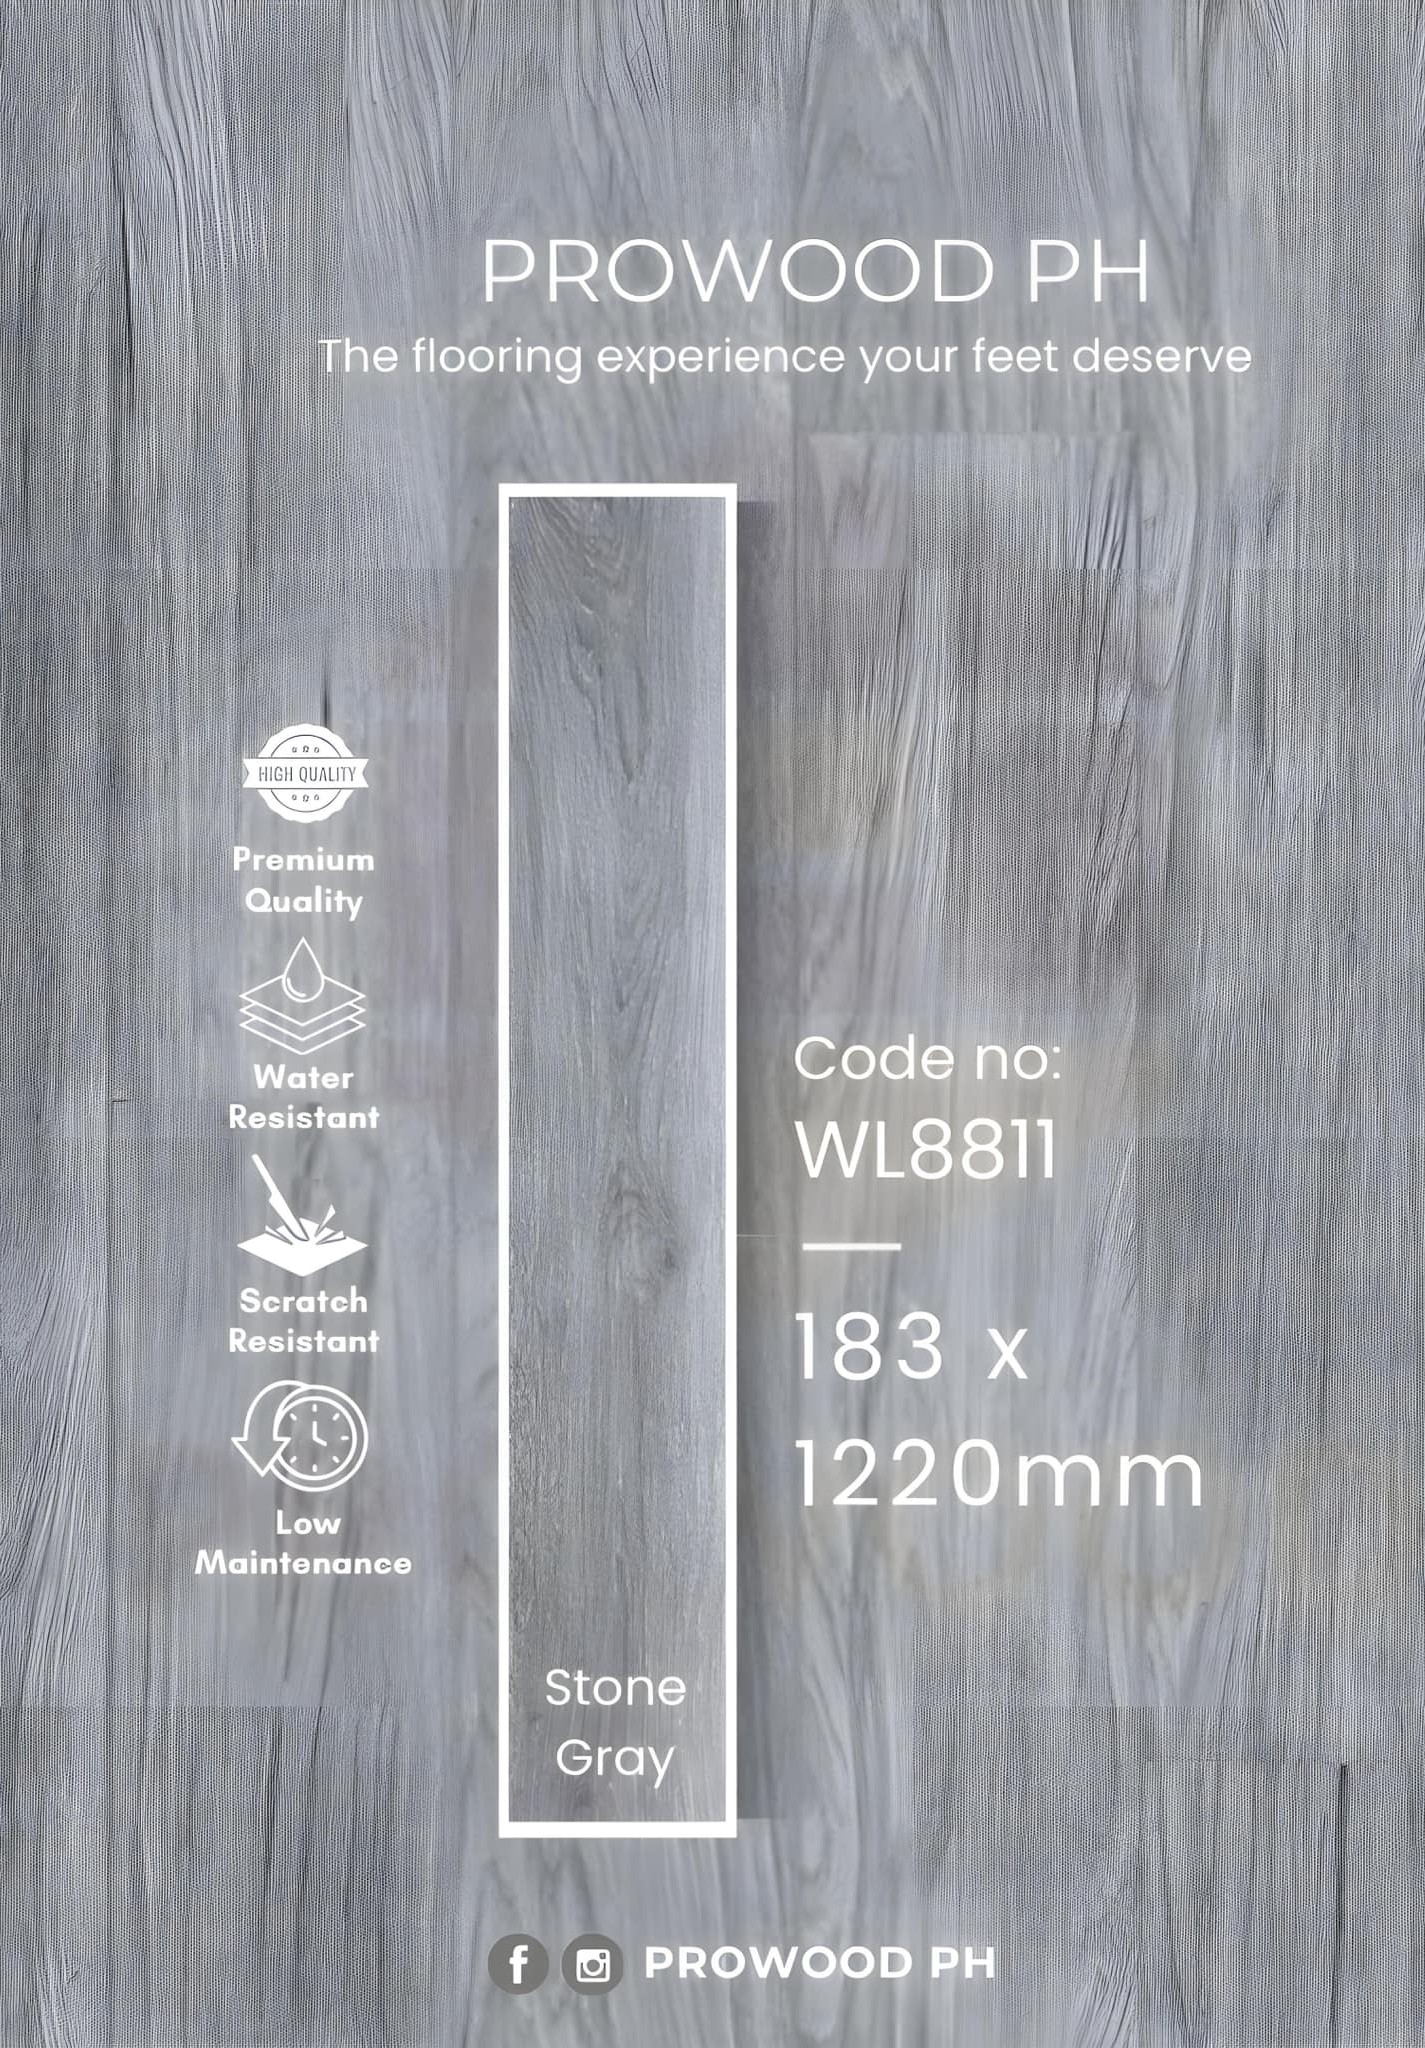 PROWOOD PH
The flooring experience your feet deserve
HIGH QUALITY
Premium
Quality
Water
Resistant
Scratch
Resistant
Low
Maintenance
Code no:
WL8811
183 x
1220mm
Stone
Gray
PROWOOD PH